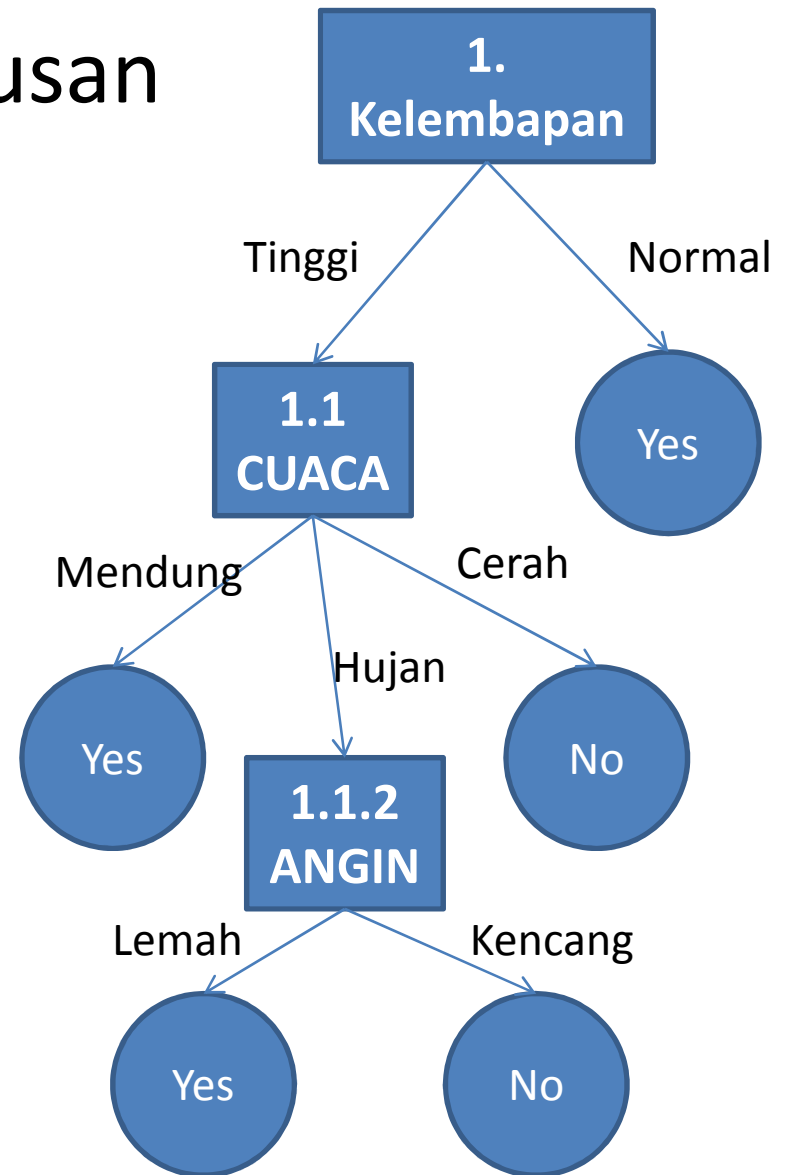 usan
1.
Kelembapan
Tinggi
Normal
1.1
CUACA
Yes
Mendung
Cerah
Hujan
Yes
No
1.1.2
ANGIN
Lemah
Kencang
Yes
No